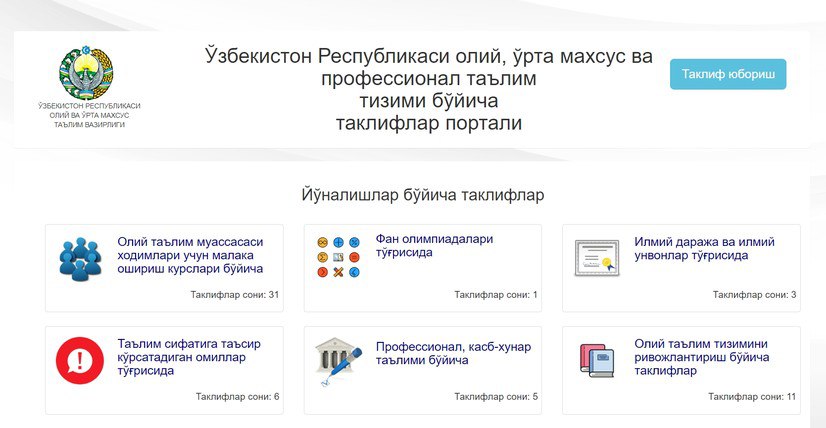 Ўзбекистон Республикаси олий, ўрта махсус ва
профессионал таълим
тизими бўйича
таклифлар портали
ЎЗБЕКИСТОН РЕСПУБЛИКАСИ
ОЛИЙ ВА ЎРТА МАХСУС
ТАЪЛИМ ВАЗИРЛИГИ
Таклиф юбориш
Йўналишлар бўйича таклифлар
Олий таълим муассасаси
ходимлари учун малака
ошириш курслари бўйича
Таклифлар сони: 31
Фан олимпиадалари
тўғрисида
Таклифлар сони: 1
Илмий даража ва илмий
унвонлар тўғрисида
Таклифлар сони: 3
Таълим сифатига таъсир
кўрсатадиган омиллар
тўғрисида
Таклифлар сони: 6
Профессионал, касб-хунар
таълими бўйича
Таклифлар сони: 5
Олий таълим тизимини
ривожлантириш бўйича
таклифлар
Таклифлар сони: 11